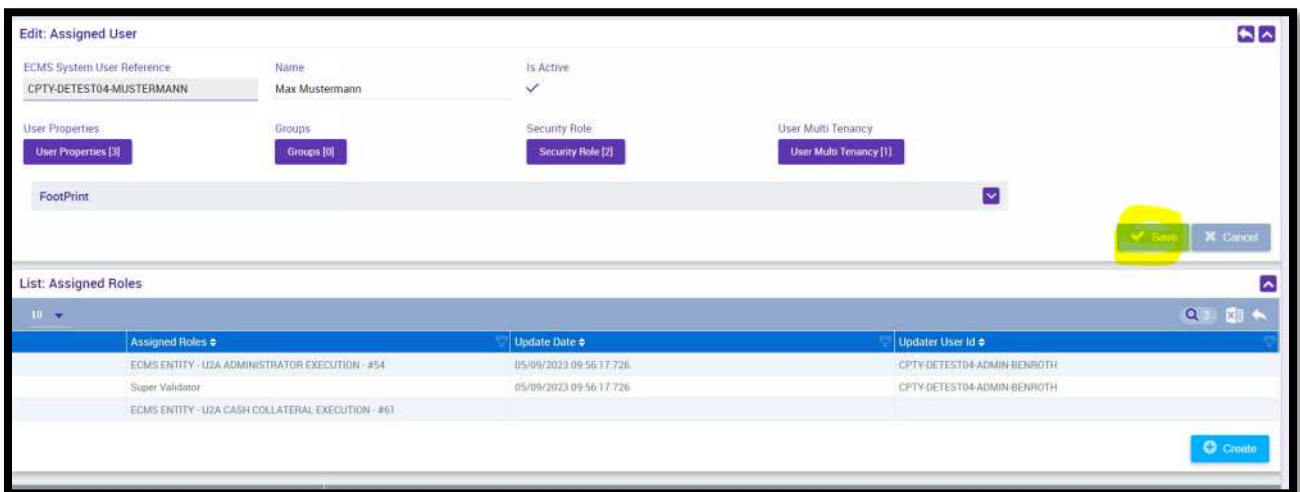 Edit: Assigned User
ECMS System User Reference Name Is Active
CPTY-DETEST04-MUSTERMANN Max Mustermann
User Properties Groups Security Role User Multi Tenancy
User Properties [3] Groups [0] Security Role [2] User Multi Tenancy [1]
FootPrint
Save Cancel
List: Assigned Roles
10 3
Assigned Roles Update Date Updater User Id
ECMS ENTITY - U2A ADMINISTRATOR EXECUTION - #54 05/09/2023 09:56:17:726 CPTY-DETEST04-ADMIN-BENROTH
Super Validator 05/09/2023 09:56:17:726 CPTY-DETEST04-ADMIN-BENROTH
ECMS ENTITY - U2A CASH COLLATERAL EXECUTION - #61
Create